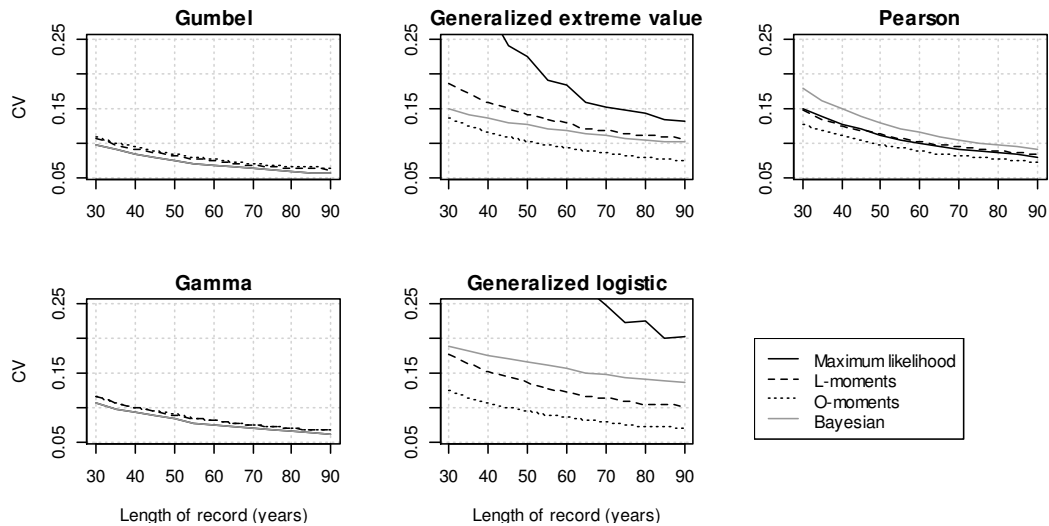 Gumbel
Generalized extreme value
Pearson
CV
0.05 0.15 0.25
30 40 50 60 70 80 90
0.05 0.15 0.25
30 40 50 60 70 80 90
0.05 0.15 0.25
30 40 50 60 70 80 90
Gamma
Generalized logistic
CV
0.05 0.15 0.25
30 40 50 60 70 80 90
Length of record (years)
0.05 0.15 0.25
30 40 50 60 70 80 90
Length of record (years)
Maximum likelihood
L-moments
O-moments
Bayesian